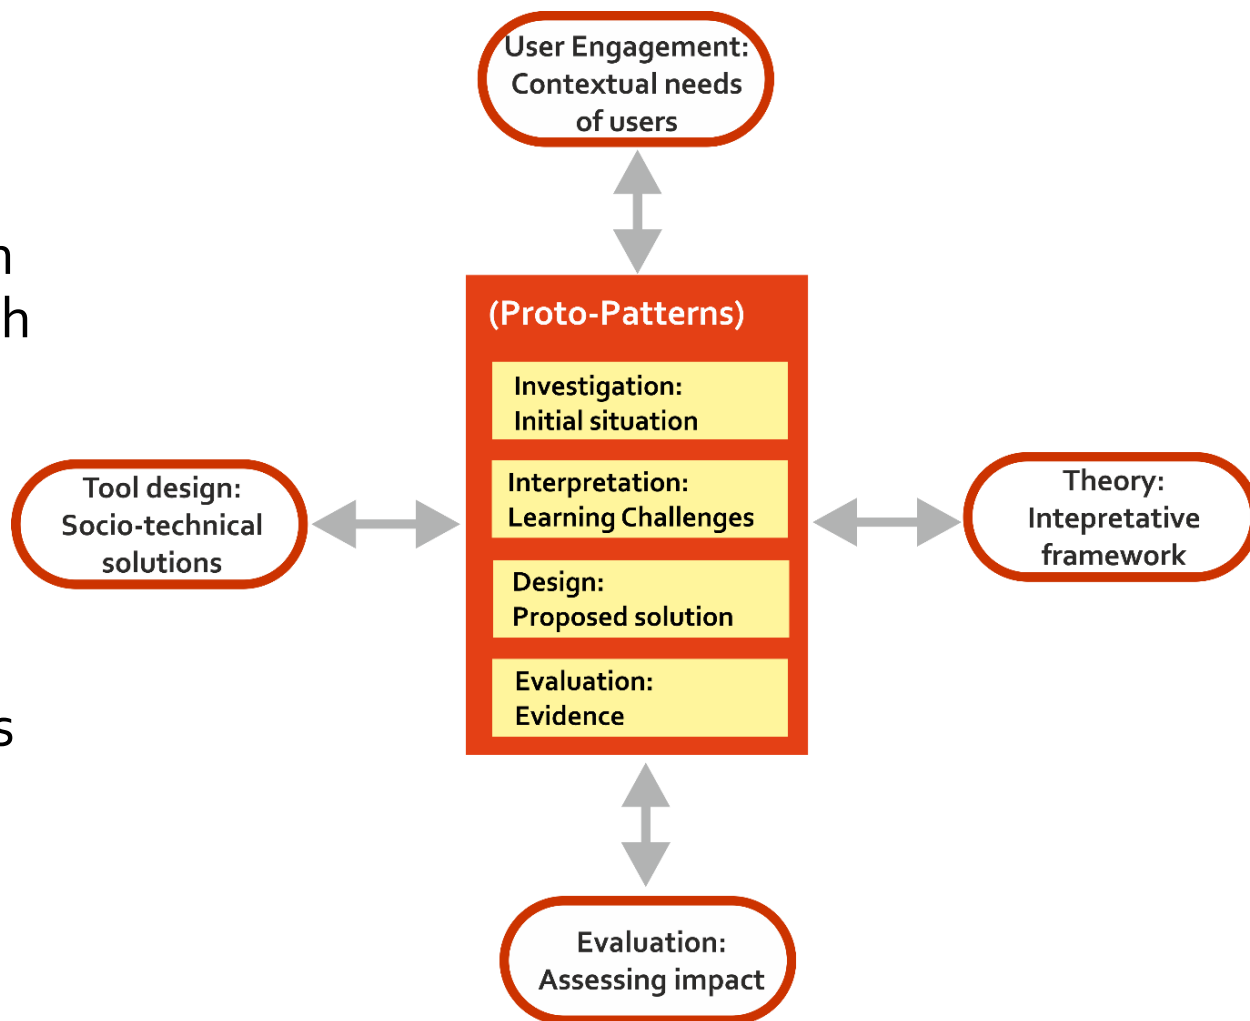 User Engagement:
Contextual needs
of users
h
(Proto-Patterns)
Investigation:
Initial situation
Interpretation:
Learning Challenges
Design:
Proposed solution
Evaluation:
Evidence
Tool design:
Socio-technical
solutions
Theory:
Intepretative
framework
s
Evaluation:
Assessing impact